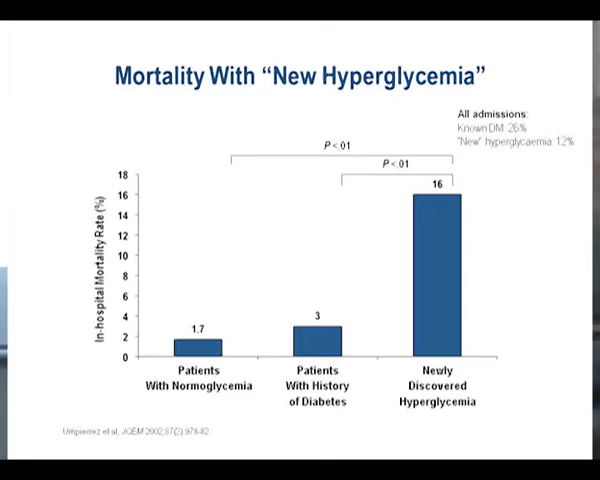 Mortality With “New Hyperglycemia”
All admissions:
Known DM: 26%
“New” hyperglycaemia: 12%
P<.01
P<.01
In-hospital Mortality Rate (%)
18
16
14
12
10
8
6
4
2
0
1.7
3
16
Patients
With Normoglycemia
Patients
With History
of Diabetes
Newly
Discovered
Hyperglycemia
Umpierrez et al, JCEM 2002;87(3) 978-82.